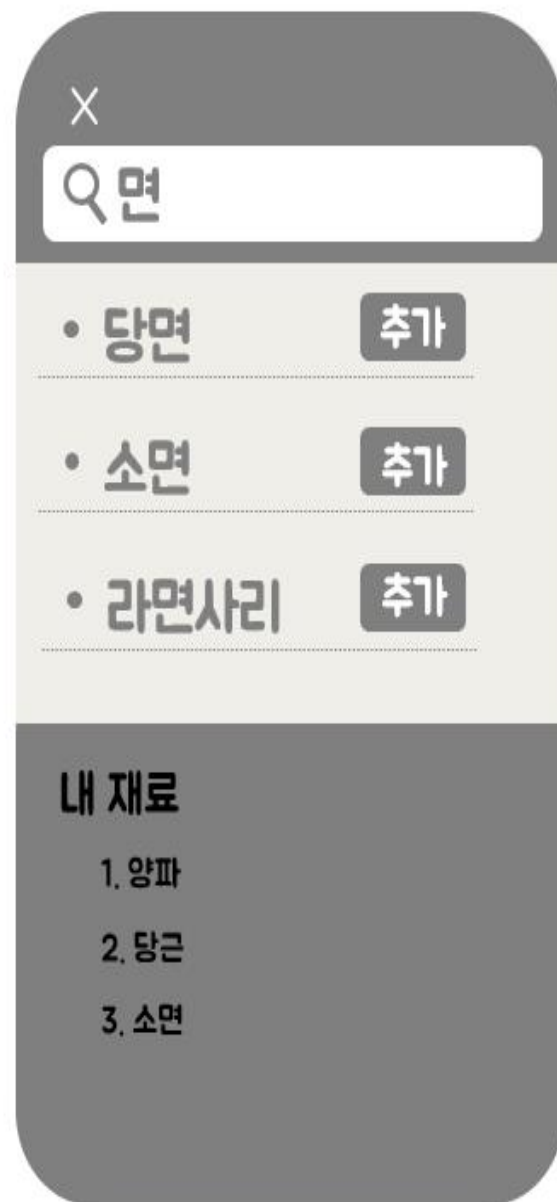 X
면
• 당면 추가
• 소면 추가
• 라면사리 추가
내 재료
1. 양파
2. 당근
3. 소면